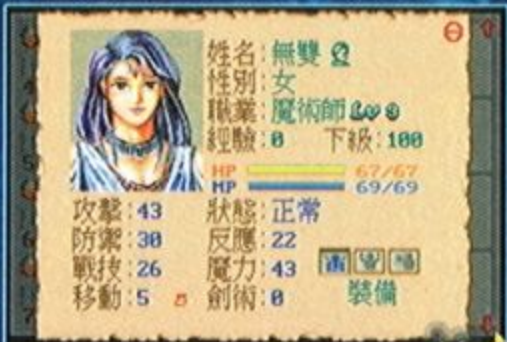 姓名:無雙
性別:女
職業:魔術師 Lv 9
經驗:0 下級:100
HP 67/67
MP 69/69
攻擊:43 狀態:正常
防禦:30 反應:22
戰技:26 魔力:43
移動:5 劍術:0
裝備